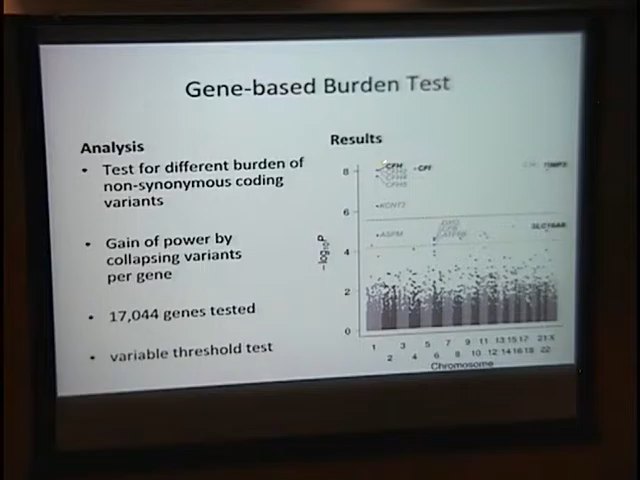 Gene-based Burden Test
Analysis
• Test for different burden of
non-synonymous coding
variants
• Gain of power by
collapsing variants
per gene
• 17,044 genes tested
• variable threshold test
Results
8
6
4
2
0
-log10P
CFH
CFI
KCNT2
ASPM
TIMP3
SLC16A8
1 3 5 7 9 11 13 15 17 21 X
2 4 6 8 10 12 14 16 18 22
Chromosome